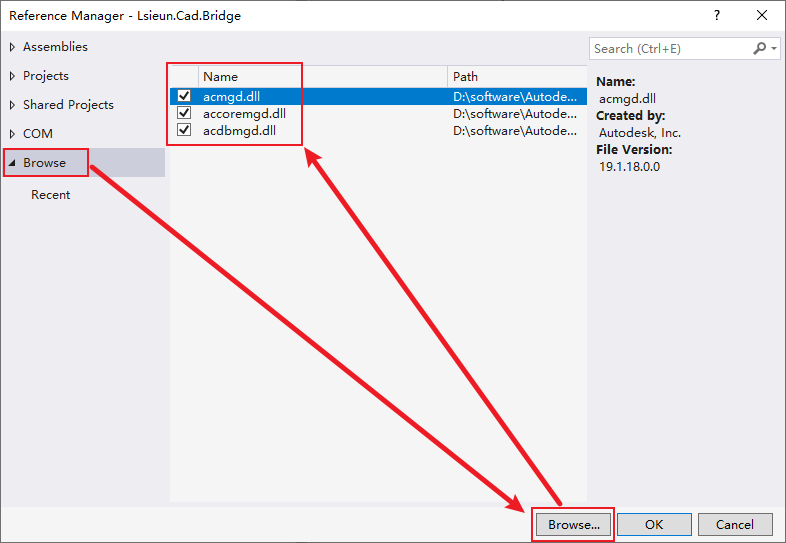 Reference Manager - Lsieun.Cad.Bridge
?
Assemblies
Projects
Shared Projects
COM
Browse
Recent
Name Path
acmgd.dll D:\software\Autode...
accoremgd.dll D:\software\Autode...
acdbmgd.dll D:\software\Autode...
Search (Ctrl+E)
Name:
acmgd.dll
Created by:
Autodesk, Inc.
File Version:
19.1.18.0.0
Browse... OK Cancel